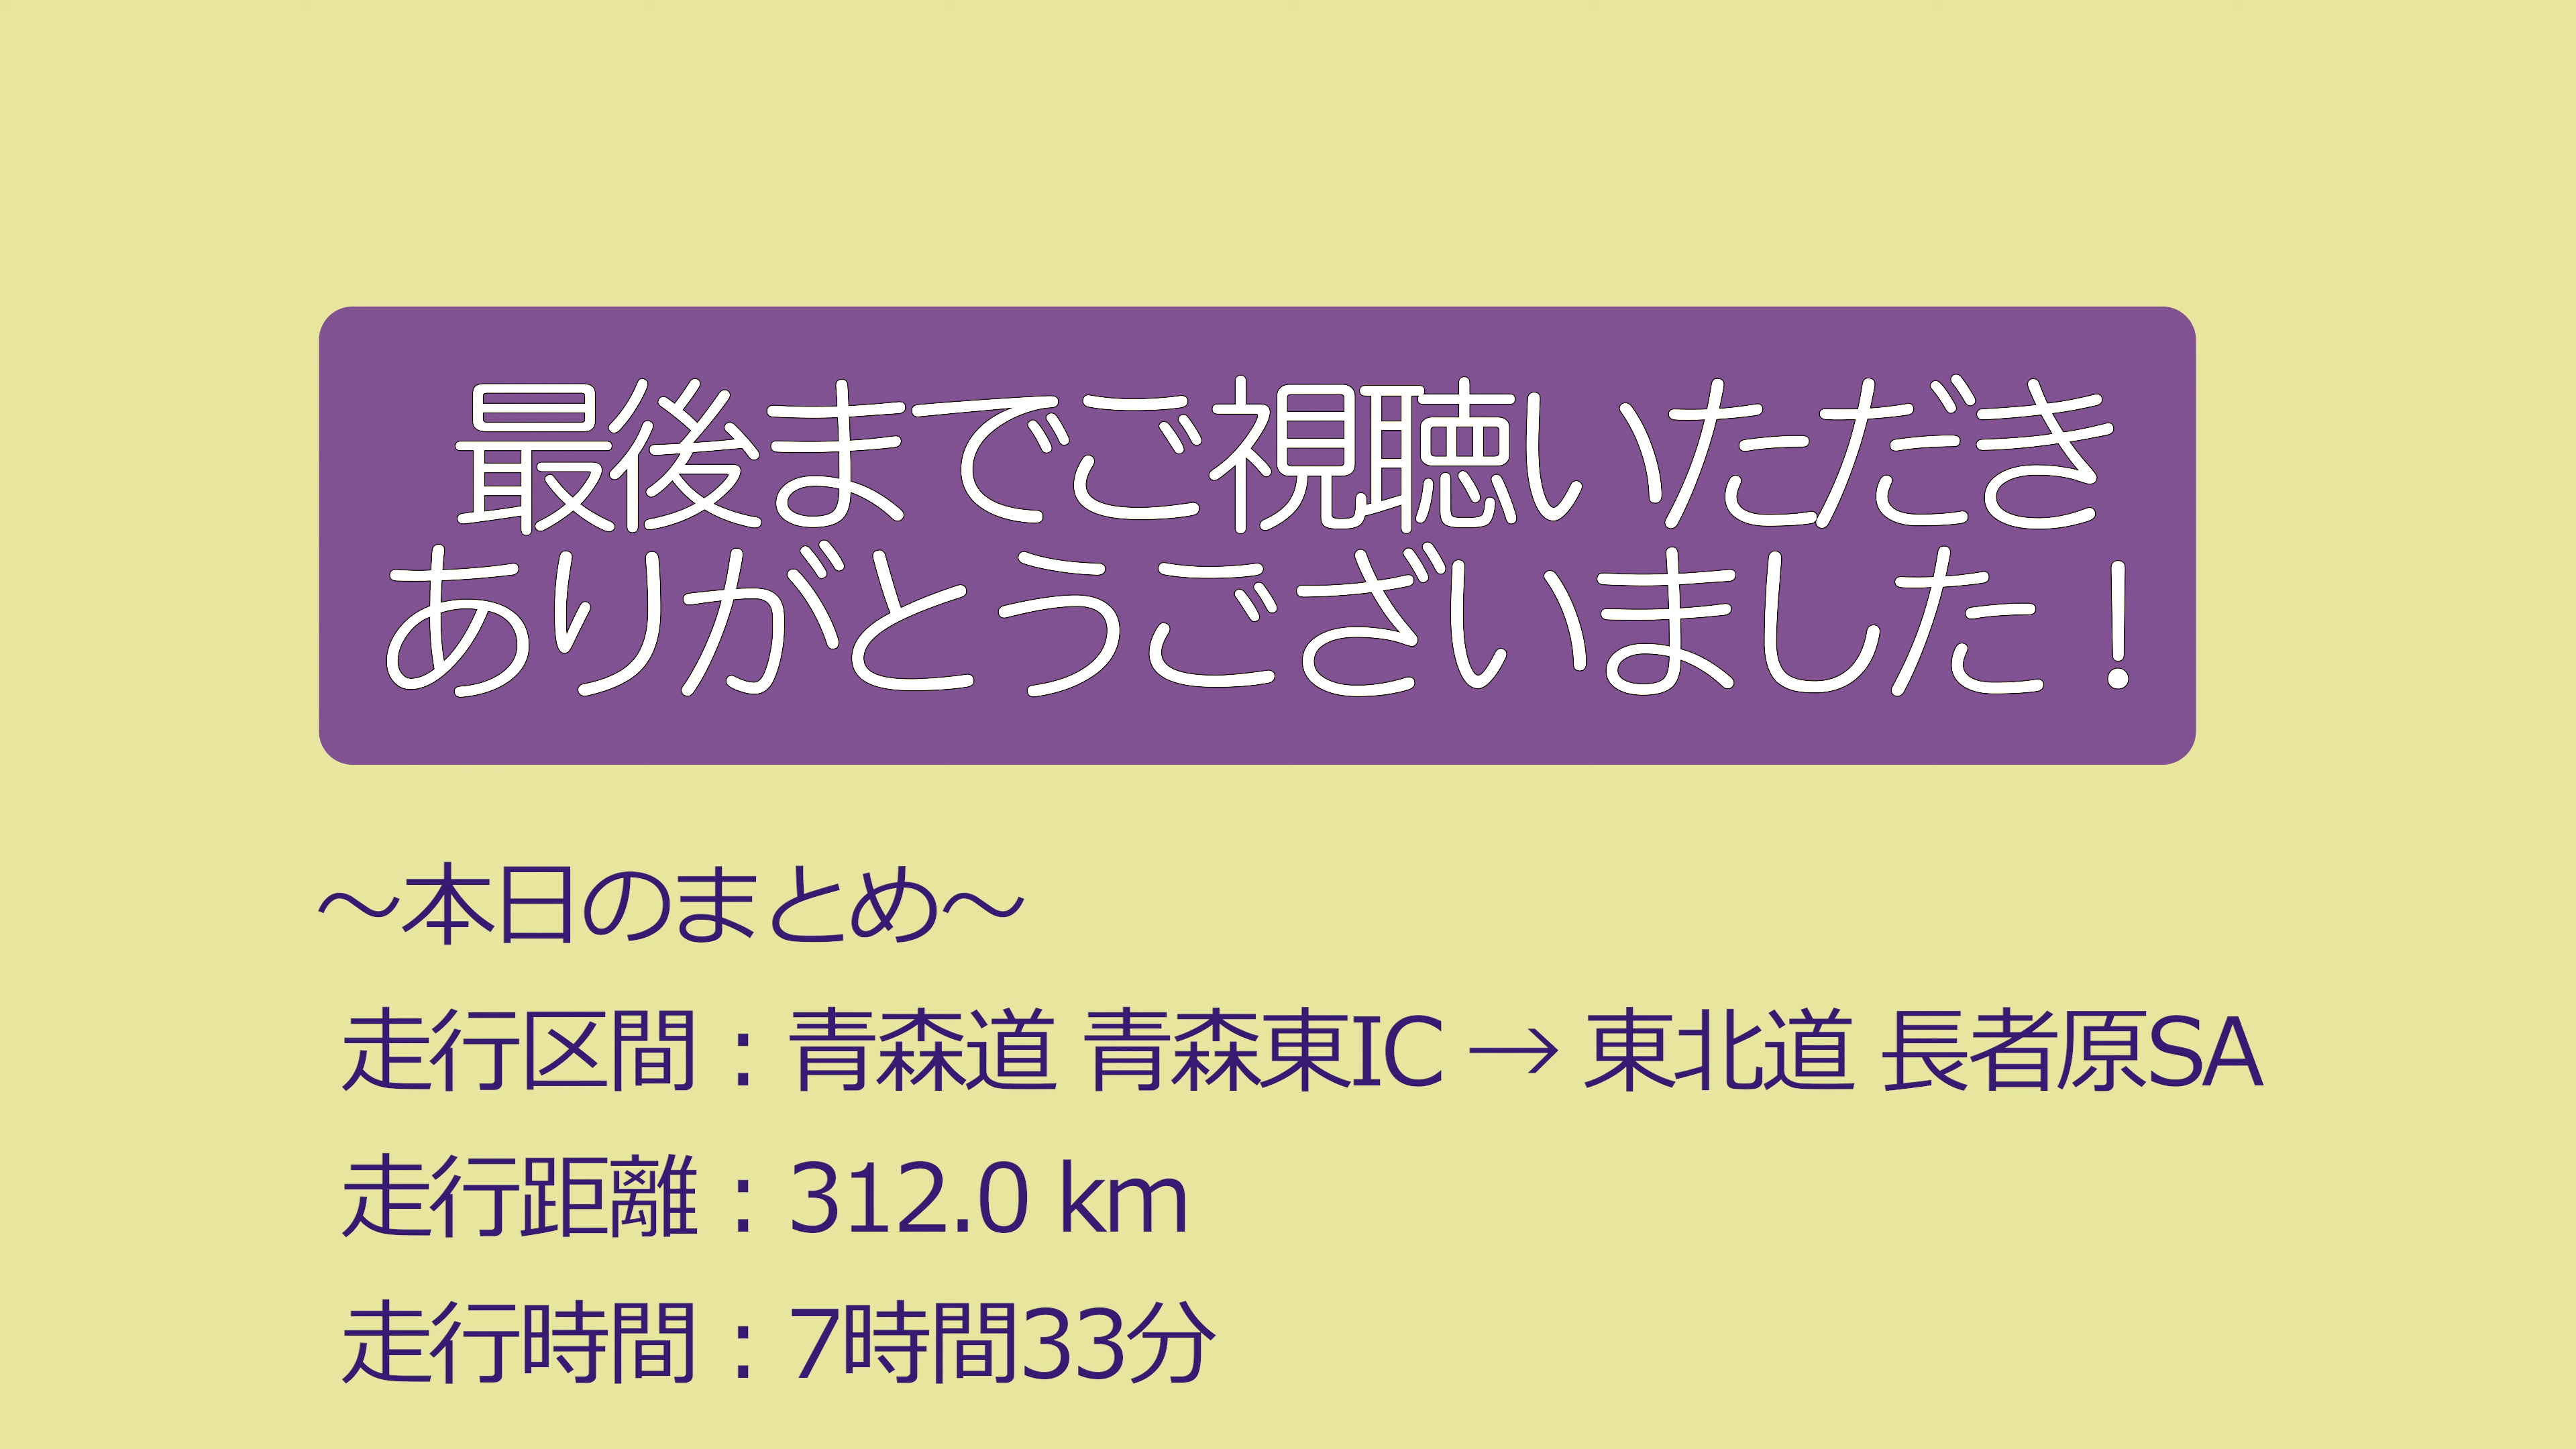 最後までご視聴いただき
ありがとうございました！
～本日のまとめ～
走行区間：青森道 青森東IC → 東北道 長者原SA
走行距離：312.0 km
走行時間：7時間33分